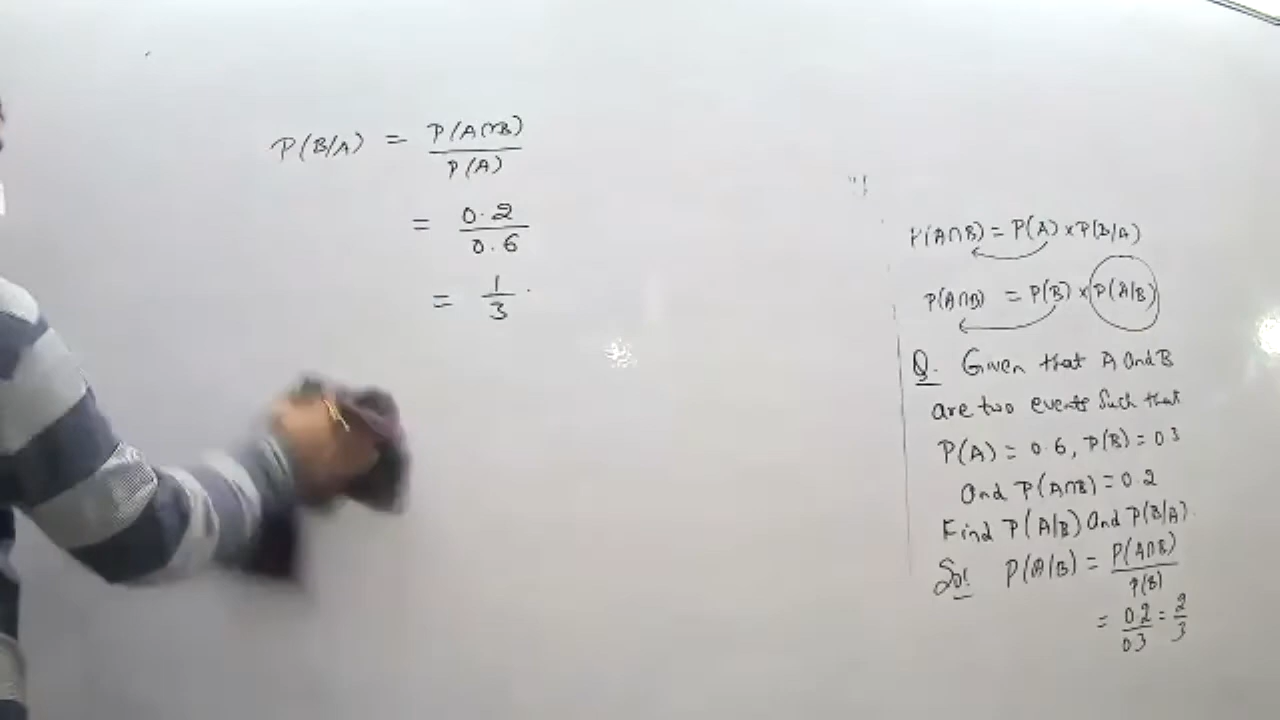 P(B/A) = P(A∩B)/P(A)
= 0.2/0.6
= 1/3.
P(A∩B) = P(A) x P(B/A)
P(A∩B) = P(B) x P(A/B)
Q. Given that A and B
are two events Such that
P(A) = 0.6, P(B) = 0.3
and P(A∩B) = 0.2
Find P(A/B) and P(B/A).
Sol. P(A/B) = P(A∩B)/P(B)
= 0.2/0.3 = 2/3